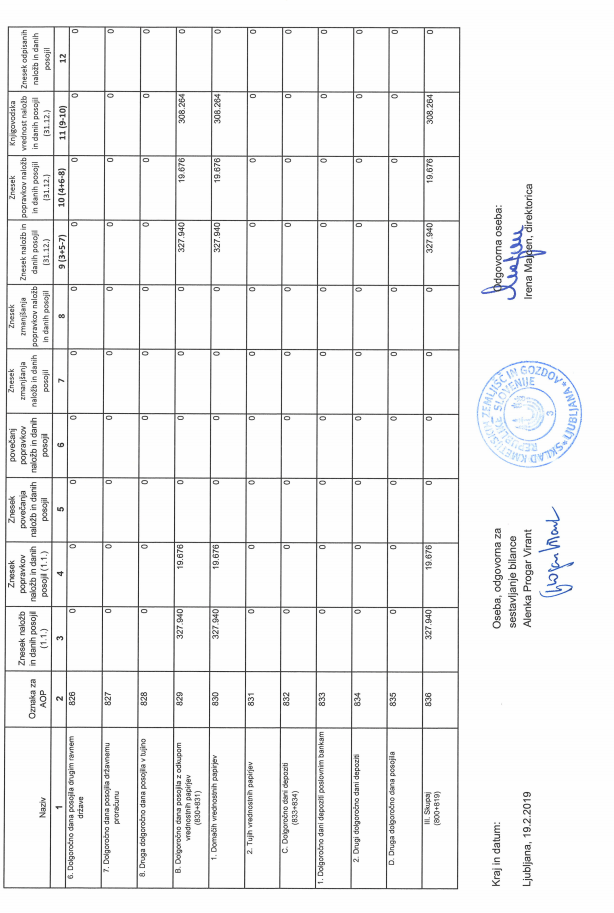 Naziv
Oznaka za AOP
Znesek naložb in danih posojil (1.1.)
Znesek popravkov naložb in danih posojil (1.1.)
Znesek povečanja naložb in danih posojil
povečanj popravkov naložb in danih posojil
Znesek zmanjšanja naložb in danih posojil
Znesek zmanjšanja popravkov naložb in danih posojil
Znesek naložb in danih posojil (31.12.)
Znesek popravkov naložb in danih posojil (31.12.)
Knjigovodska vrednost naložb in danih posojil (31.12.)
Znesek odpisanih naložb in danih posojil
1 2 3 4 5 6 7 8 9 (3+5-7) 10 (4+6-8) 11 (9-10) 12
6. Dolgoročno dana posojila drugim ravnem države 826 0 0 0 0 0 0 0 0 0 0
7. Dolgoročno dana posojila državnemu proračunu 827 0 0 0 0 0 0 0 0 0 0
8. Druga dolgoročno dana posojila v tujino 828 0 0 0 0 0 0 0 0 0 0
B. Dolgoročno dana posojila z odkupom vrednostnih papirjev (830+831) 829 327.940 19.676 0 0 0 0 327.940 19.676 308.264 0
1. Domačih vrednostnih papirjev 830 327.940 19.676 0 0 0 0 327.940 19.676 308.264 0
2. Tujih vrednostnih papirjev 831 0 0 0 0 0 0 0 0 0 0
C. Dolgoročno dani depoziti (833+834) 832 0 0 0 0 0 0 0 0 0 0
1. Dolgoročno dani depoziti poslovnim bankam 833 0 0 0 0 0 0 0 0 0 0
2. Drugi dolgoročno dani depoziti 834 0 0 0 0 0 0 0 0 0 0
D. Druga dolgoročno dana posojila 835 0 0 0 0 0 0 0 0 0 0
III. Skupaj (800+819) 836 327.940 19.676 0 0 0 0 327.940 19.676 308.264 0
Kraj in datum:
Ljubljana, 19.2.2019
Oseba, odgovorna za
sestavljanje bilance
Alenka Progar Virant
SKLAD KMETIJSKIH ZEMLJIŠČ IN GOZDOV * LJUBLJANA *
REPUBLIKE SLOVENIJE
3
Odgovorna oseba:
Irena Majcen, direktorica